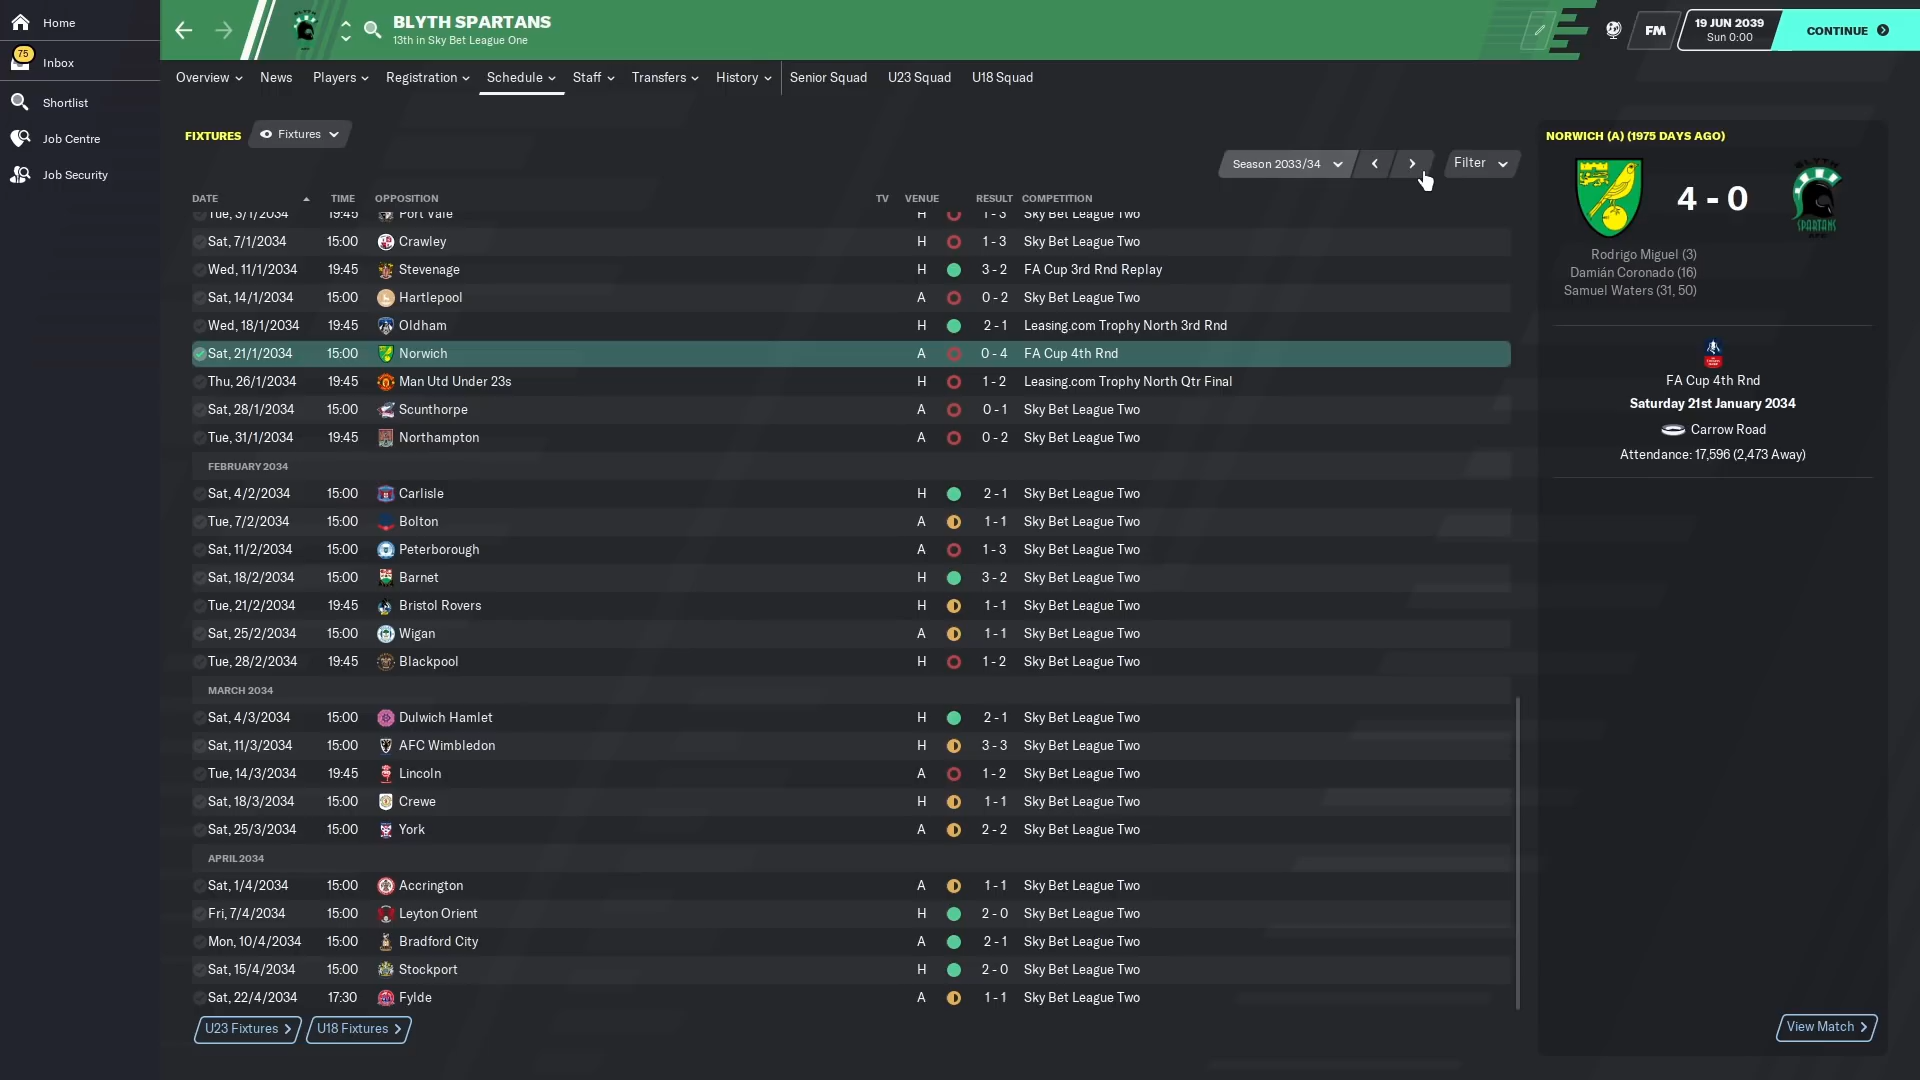 Home
75
Inbox
Shortlist
Job Centre
Job Security
BLYTH SPARTANS
13th in Sky Bet League One
FM
19 JUN 2039
Sun 0:00
CONTINUE
Overview
News
Players
Registration
Schedule
Staff
Transfers
History
Senior Squad
U23 Squad
U18 Squad
FIXTURES
Fixtures
Season 2033/34
Filter
DATE TIME OPPOSITION TV VENUE RESULT COMPETITION
Tue, 3/1/2034 19:45 Port Vale H 1 - 3 Sky Bet League Two
Sat, 7/1/2034 15:00 Crawley H 1 - 3 Sky Bet League Two
Wed, 11/1/2034 19:45 Stevenage H 3 - 2 FA Cup 3rd Rnd Replay
Sat, 14/1/2034 15:00 Hartlepool A 0 - 2 Sky Bet League Two
Wed, 18/1/2034 19:45 Oldham H 2 - 1 Leasing.com Trophy North 3rd Rnd
Sat, 21/1/2034 15:00 Norwich A 0 - 4 FA Cup 4th Rnd
Thu, 26/1/2034 19:45 Man Utd Under 23s H 1 - 2 Leasing.com Trophy North Qtr Final
Sat, 28/1/2034 15:00 Scunthorpe A 0 - 1 Sky Bet League Two
Tue, 31/1/2034 19:45 Northampton A 0 - 2 Sky Bet League Two
FEBRUARY 2034
Sat, 4/2/2034 15:00 Carlisle H 2 - 1 Sky Bet League Two
Tue, 7/2/2034 15:00 Bolton A 1 - 1 Sky Bet League Two
Sat, 11/2/2034 15:00 Peterborough A 1 - 3 Sky Bet League Two
Sat, 18/2/2034 15:00 Barnet H 3 - 2 Sky Bet League Two
Tue, 21/2/2034 19:45 Bristol Rovers H 1 - 1 Sky Bet League Two
Sat, 25/2/2034 15:00 Wigan A 1 - 1 Sky Bet League Two
Tue, 28/2/2034 19:45 Blackpool H 1 - 2 Sky Bet League Two
MARCH 2034
Sat, 4/3/2034 15:00 Dulwich Hamlet H 2 - 1 Sky Bet League Two
Sat, 11/3/2034 15:00 AFC Wimbledon H 3 - 3 Sky Bet League Two
Tue, 14/3/2034 19:45 Lincoln A 1 - 2 Sky Bet League Two
Sat, 18/3/2034 15:00 Crewe H 1 - 1 Sky Bet League Two
Sat, 25/3/2034 15:00 York A 2 - 2 Sky Bet League Two
APRIL 2034
Sat, 1/4/2034 15:00 Accrington A 1 - 1 Sky Bet League Two
Fri, 7/4/2034 15:00 Leyton Orient H 2 - 0 Sky Bet League Two
Mon, 10/4/2034 15:00 Bradford City A 2 - 1 Sky Bet League Two
Sat, 15/4/2034 15:00 Stockport H 2 - 0 Sky Bet League Two
Sat, 22/4/2034 17:30 Fylde A 1 - 1 Sky Bet League Two
U23 Fixtures
U18 Fixtures
NORWICH (A) (1975 DAYS AGO)
4 - 0
BLYTH
SPARTANS
Rodrigo Miguel (3)
Damián Coronado (16)
Samuel Waters (31, 50)
FA Cup 4th Rnd
Saturday 21st January 2034
Carrow Road
Attendance: 17,596 (2,473 Away)
View Match